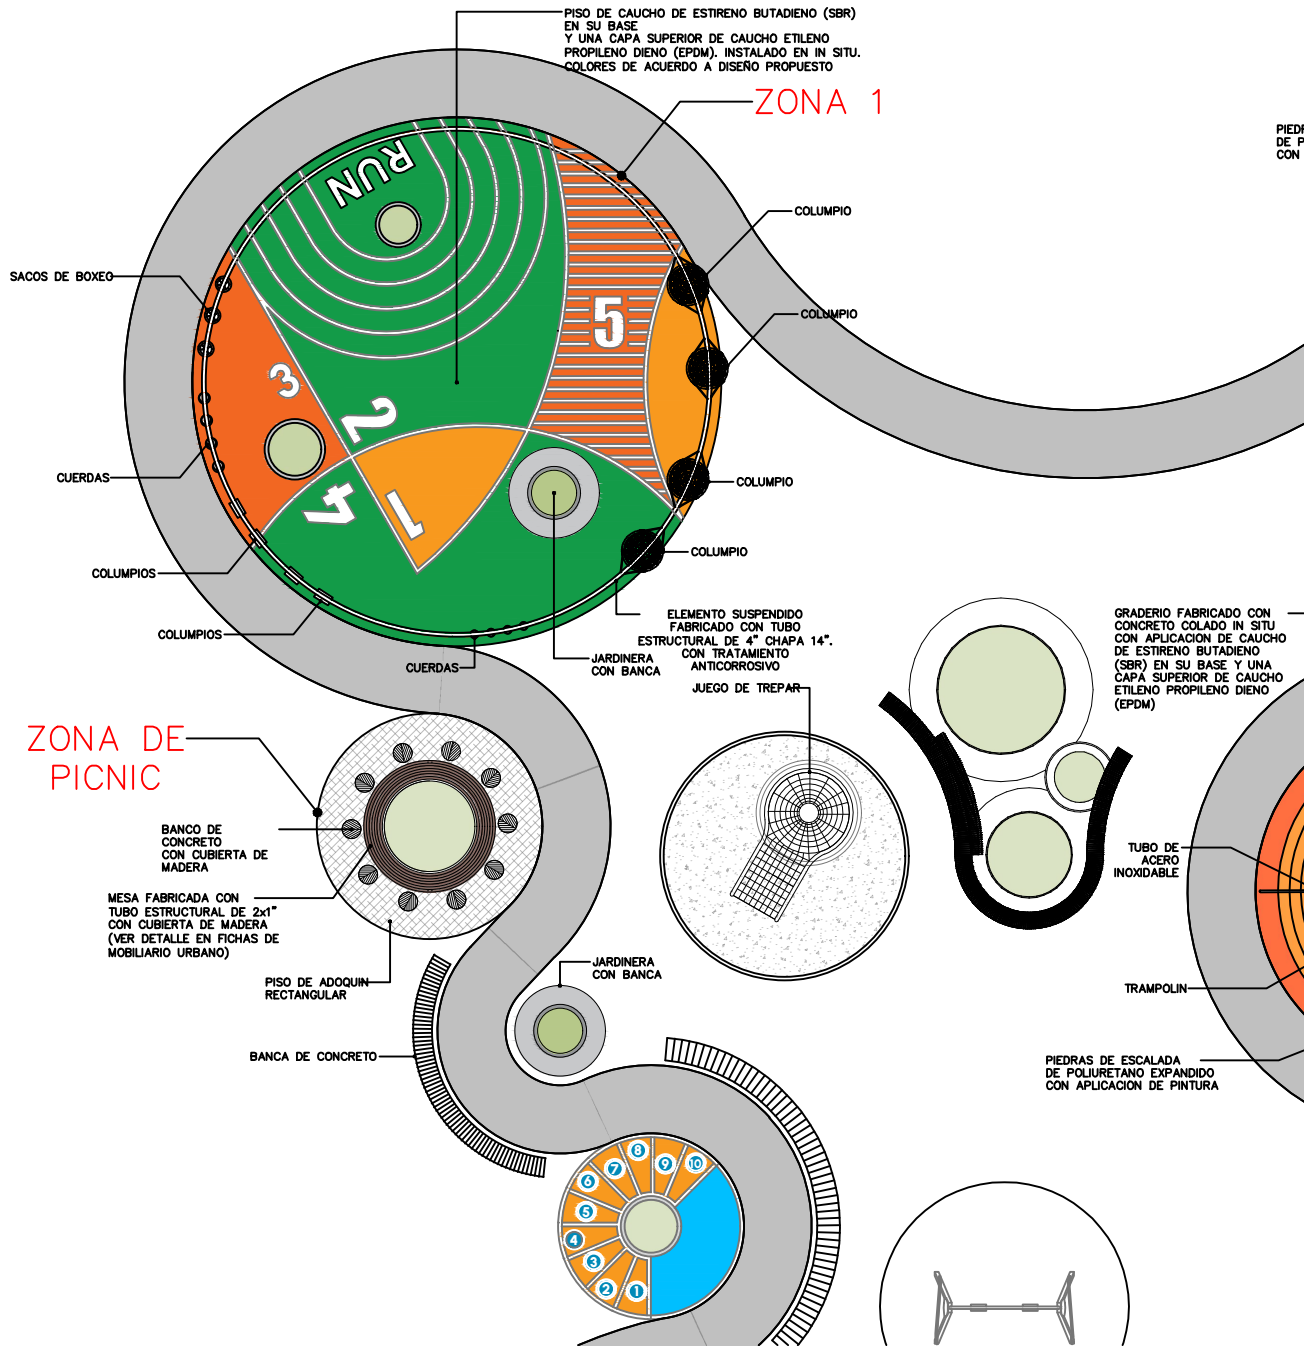 PISO DE CAUCHO DE ESTIRENO BUTADIENO (SBR)
EN SU BASE
Y UNA CAPA SUPERIOR DE CAUCHO ETILENO
PROPILENO DIENO (EPDM). INSTALADO EN IN SITU.
COLORES DE ACUERDO A DISEÑO PROPUESTO
ZONA 1
PIEDR
DE P
CON
RUN
COLUMPIO
SACOS DE BOXEO
COLUMPIO
5
3
2
4
1
CUERDAS
COLUMPIO
COLUMPIO
COLUMPIOS
COLUMPIOS
CUERDAS
JARDINERA
CON BANCA
ELEMENTO SUSPENDIDO
FABRICADO CON TUBO
ESTRUCTURAL DE 4" CHAPA 14".
CON TRATAMIENTO
ANTICORROSIVO
JUEGO DE TREPAR
GRADERIO FABRICADO CON
CONCRETO COLADO IN SITU
CON APLICACION DE CAUCHO
DE ESTIRENO BUTADIENO
(SBR) EN SU BASE Y UNA
CAPA SUPERIOR DE CAUCHO
ETILENO PROPILENO DIENO
(EPDM)
ZONA DE
PICNIC
BANCO DE
CONCRETO
CON CUBIERTA DE
MADERA
MESA FABRICADA CON
TUBO ESTRUCTURAL DE 2x1"
CON CUBIERTA DE MADERA
(VER DETALLE EN FICHAS DE
MOBILIARIO URBANO)
PISO DE ADOQUIN
RECTANGULAR
TUBO DE
ACERO
INOXIDABLE
TRAMPOLIN
JARDINERA
CON BANCA
BANCA DE CONCRETO
PIEDRAS DE ESCALADA
DE POLIURETANO EXPANDIDO
CON APLICACION DE PINTURA
1
2
3
4
5
6
7
8
9
10